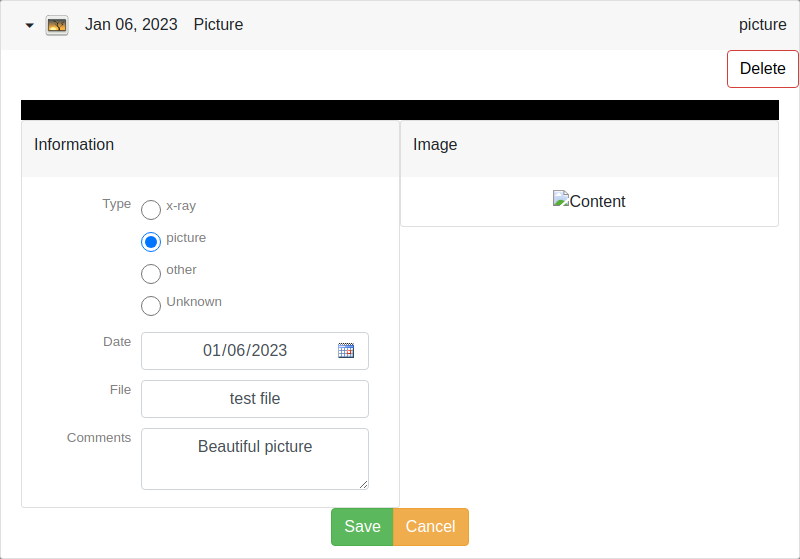 Jan 06, 2023 Picture picture
Delete
Information
Image
Type
x-ray
picture
other
Unknown
Content
Date
01/06/2023
File
test file
Comments
Beautiful picture
Save
Cancel